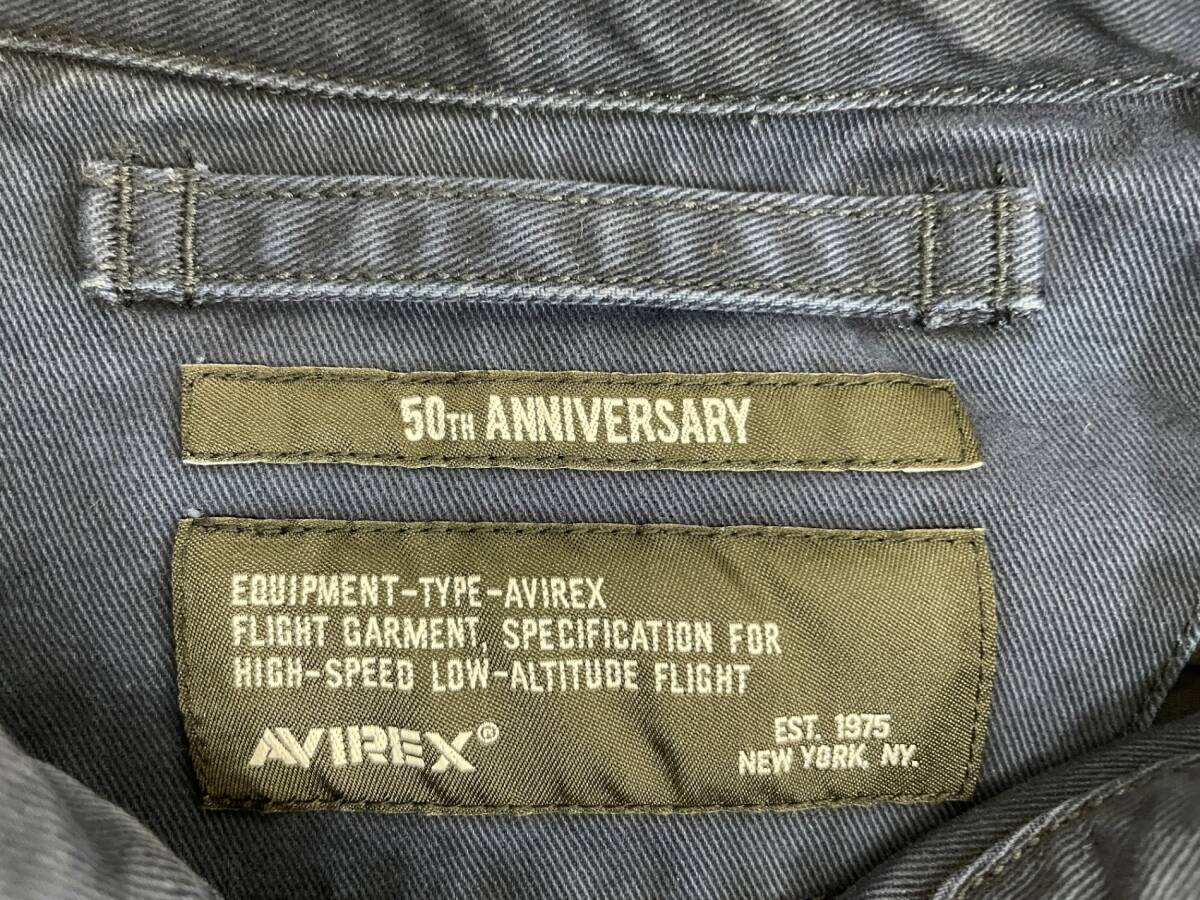 50TH ANNIVERSARY
EQUIPMENT-TYPE-AVIREX
FLIGHT GARMENT, SPECIFICATION FOR
HIGH-SPEED LOW-ALTITUDE FLIGHT
AVIREX®
EST. 1975
NEW YORK, NY.